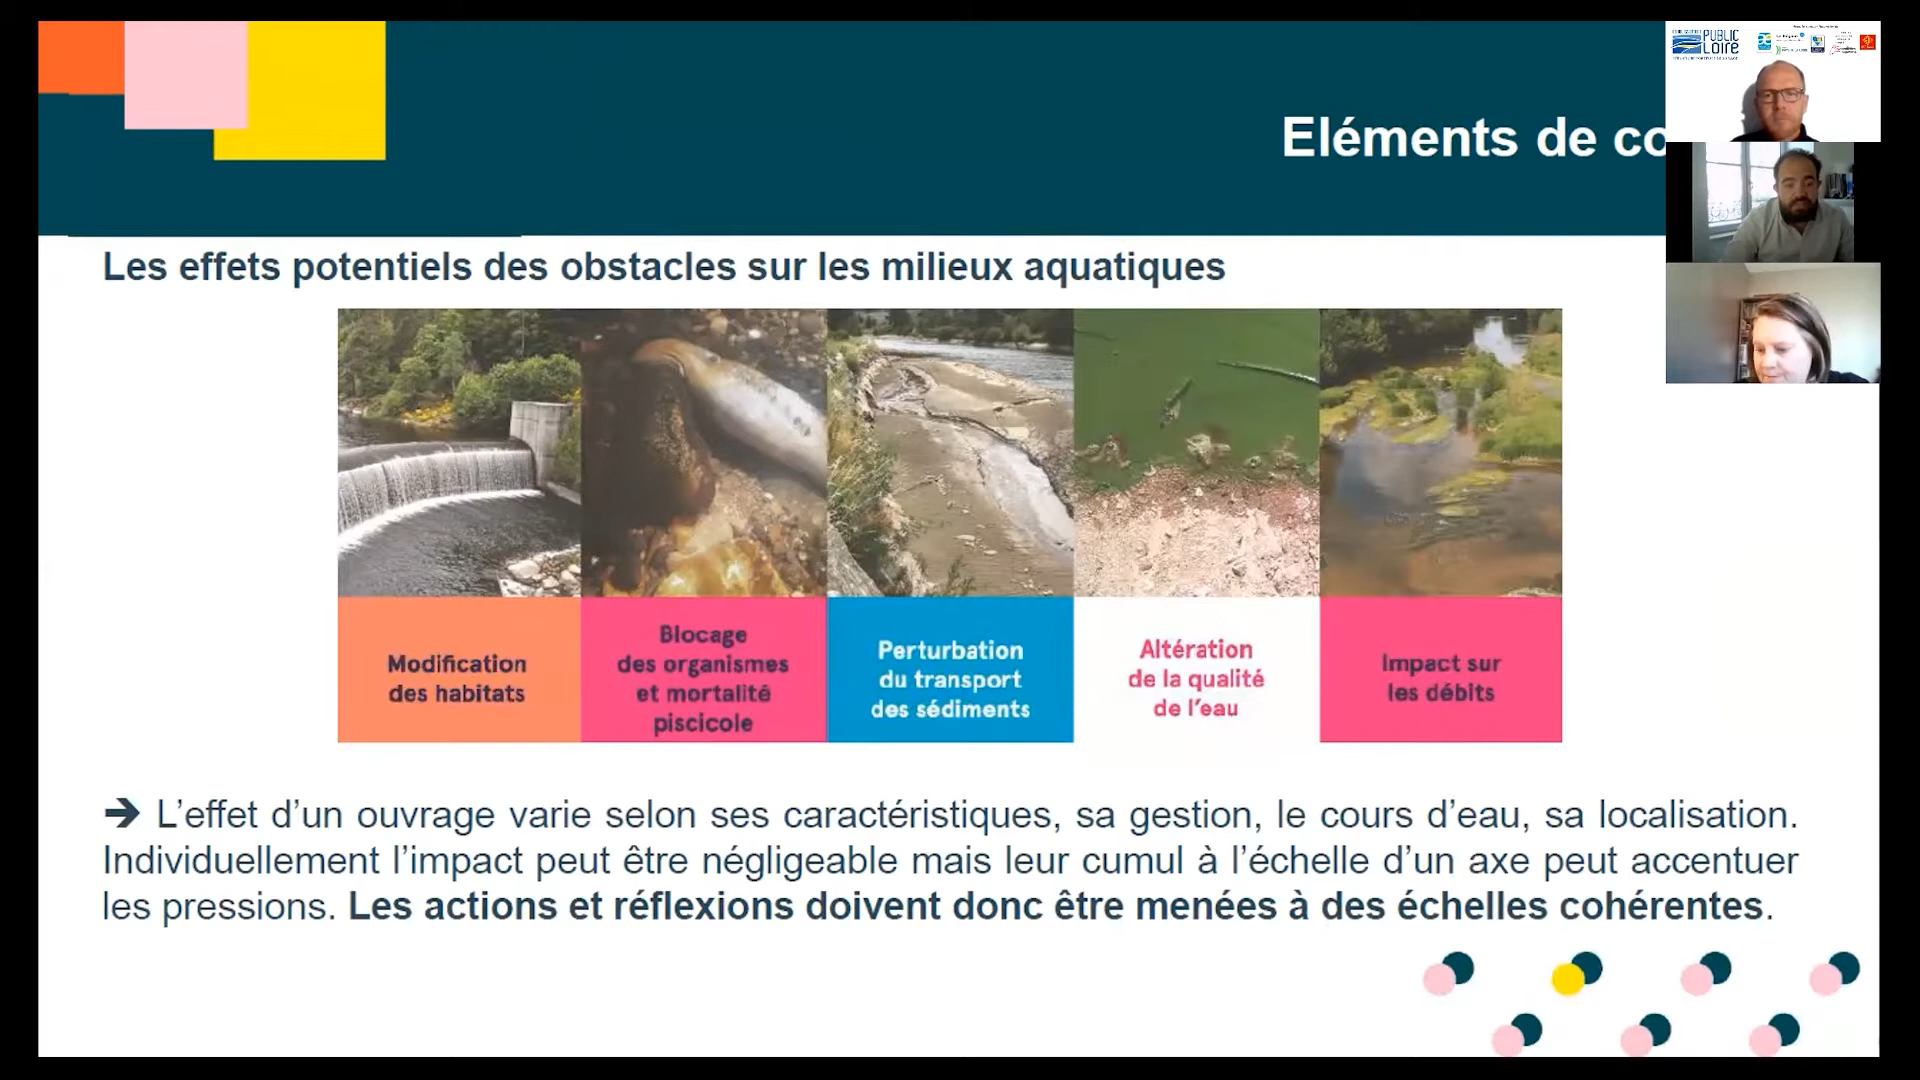 Eléments de co
PUBLIC
LOIRE
Les effets potentiels des obstacles sur les milieux aquatiques
Modification
des habitats
Blocage
des organismes
et mortalité
piscicole
Perturbation
du transport
des sédiments
Altération
de la qualité
de l’eau
Impact sur
les débits
➔ L’effet d’un ouvrage varie selon ses caractéristiques, sa gestion, le cours d’eau, sa localisation.
Individuellement l’impact peut être négligeable mais leur cumul à l’échelle d’un axe peut accentuer
les pressions. Les actions et réflexions doivent donc être menées à des échelles cohérentes.